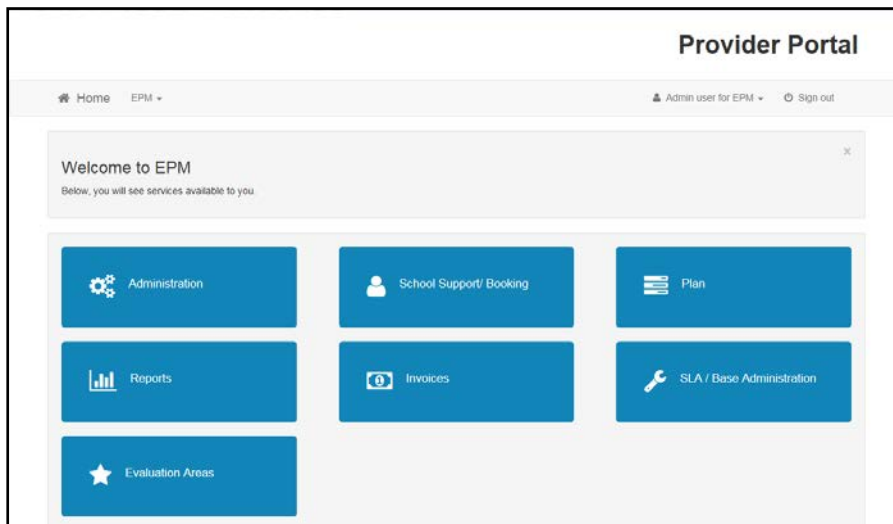 Provider Portal
Home EPM Admin user for EPM Sign out
Welcome to EPM x
Below, you will see services available to you.
Administration School Support/ Booking Plan
Reports Invoices SLA / Base Administration
Evaluation Areas